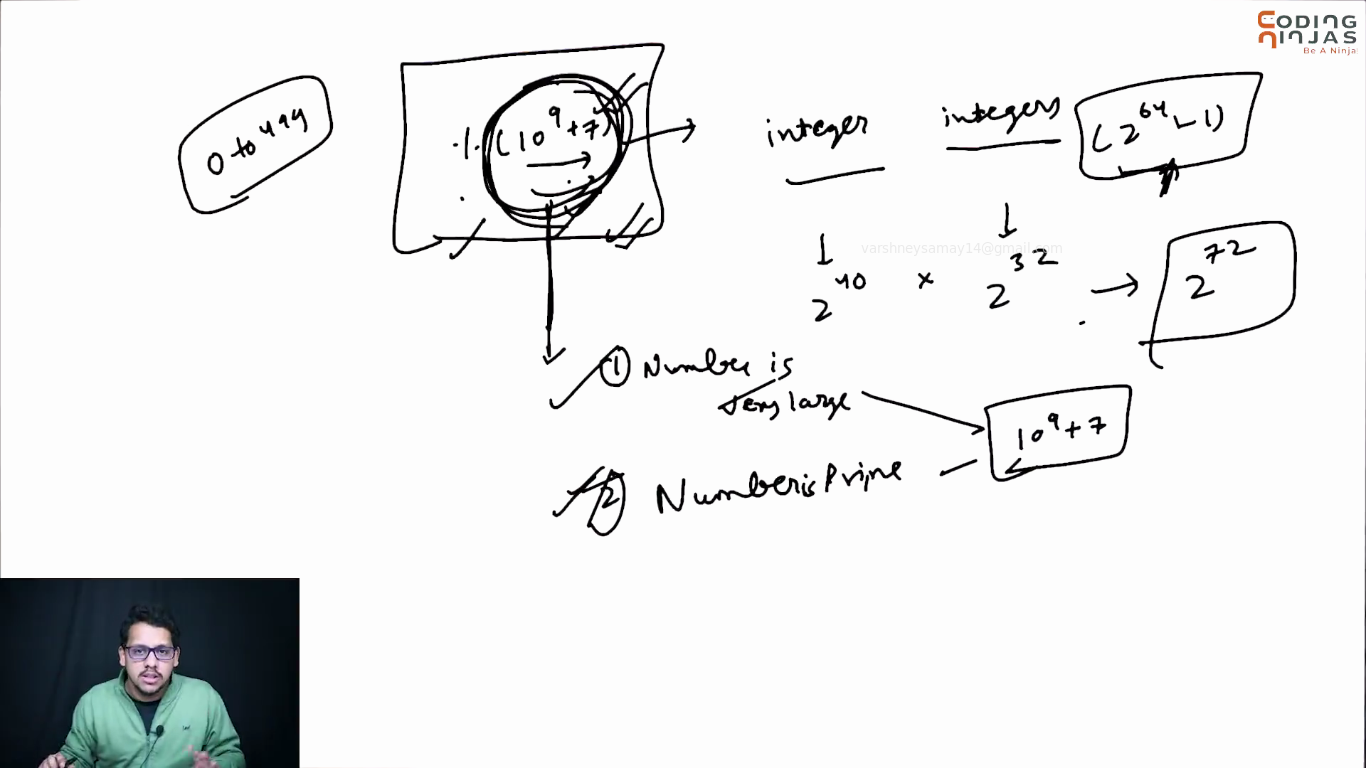 CODING
NINJAS
Be A Ninja
0 to 499
% (10^9+7)
integer
integers
(2^64 - 1)
varshneysamay14@gmail.com
2^40 x 2^32 → 2^72
① Number is
very large
10^9+7
② Number is Prime